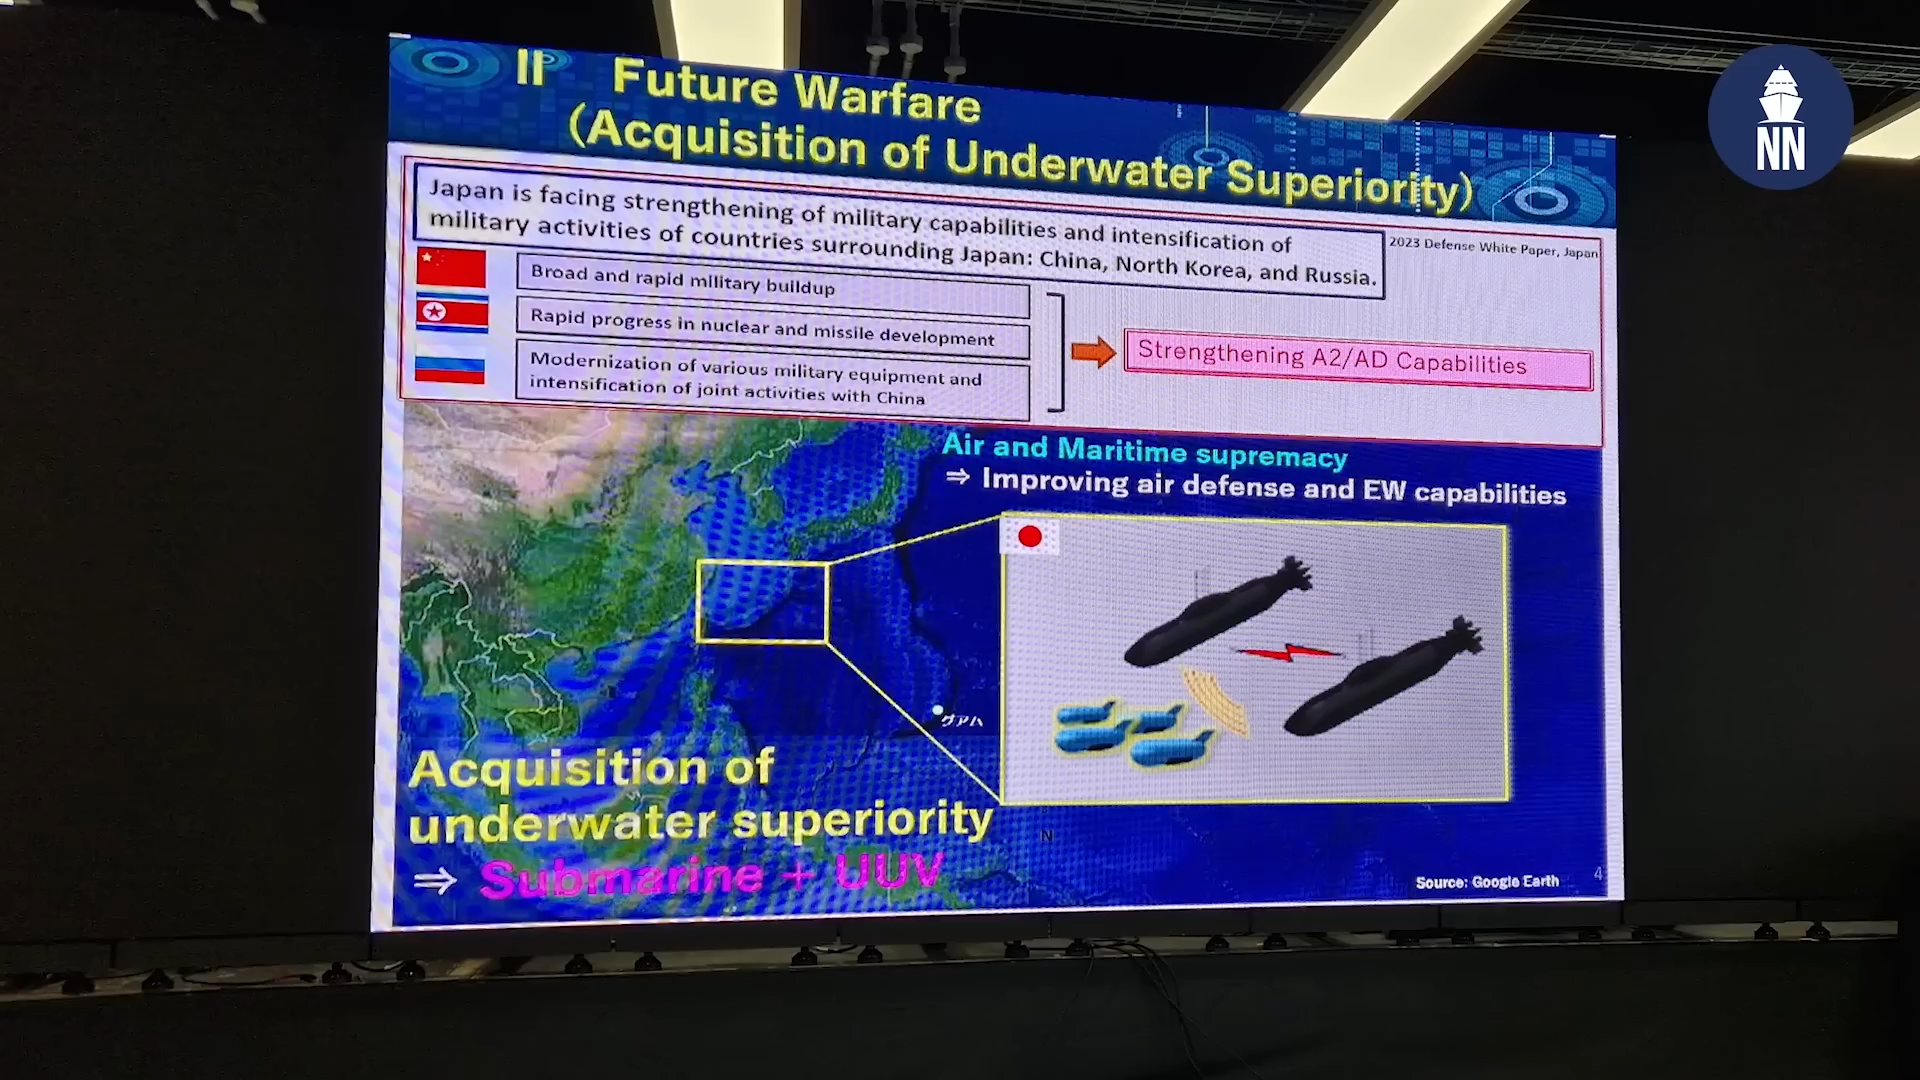 II Future Warfare
(Acquisition of Underwater Superiority)
NN
Japan is facing strengthening of military capabilities and intensification of
military activities of countries surrounding Japan: China, North Korea, and Russia.
2023 Defense White Paper, Japan
Broad and rapid military buildup
Rapid progress in nuclear and missile development
Modernization of various military equipment and
intensification of joint activities with China
Strengthening A2/AD Capabilities
Air and Maritime supremacy
⇒ Improving air defense and EW capabilities
グアム
Acquisition of
underwater superiority
⇒ Submarine + UUV
N
Source: Google Earth
4